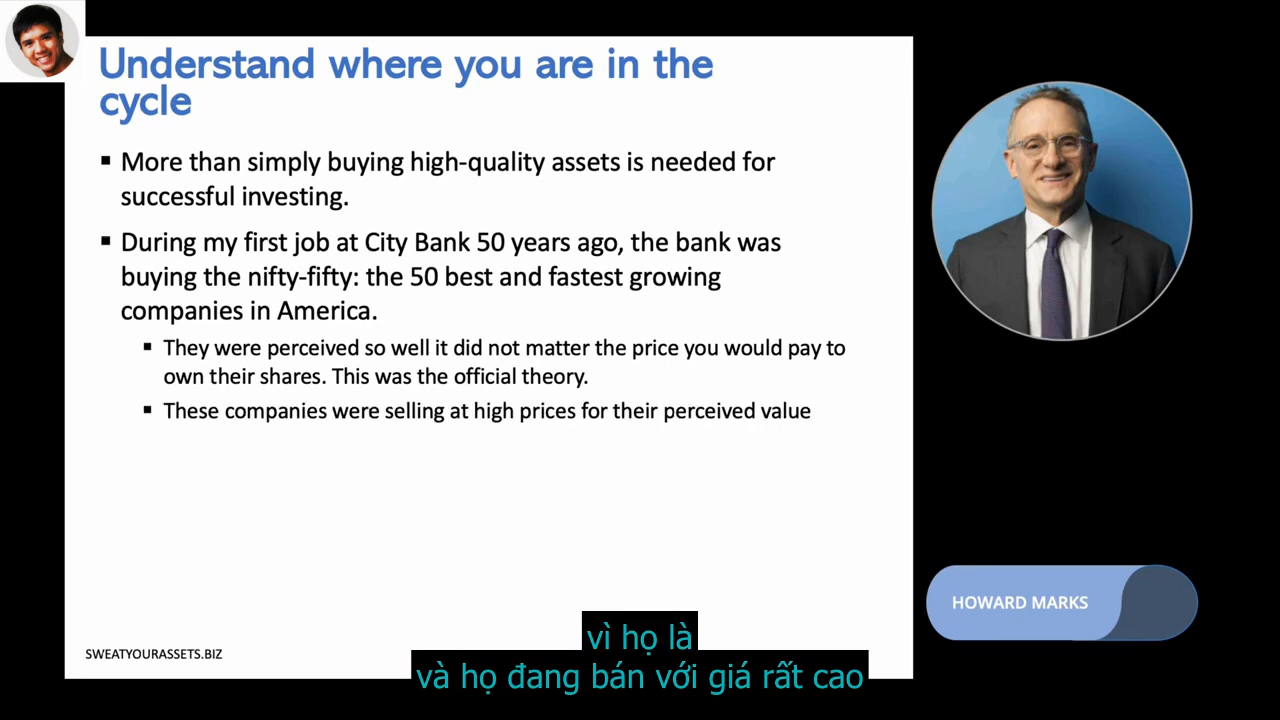 Understand where you are in the
cycle
▪ More than simply buying high-quality assets is needed for
successful investing.
▪ During my first job at City Bank 50 years ago, the bank was
buying the nifty-fifty: the 50 best and fastest growing
companies in America.
▪ They were perceived so well it did not matter the price you would pay to
own their shares. This was the official theory.
▪ These companies were selling at high prices for their perceived value
HOWARD MARKS
SWEATYOURASSETS.BIZ
vì họ là
và họ đang bán với giá rất cao